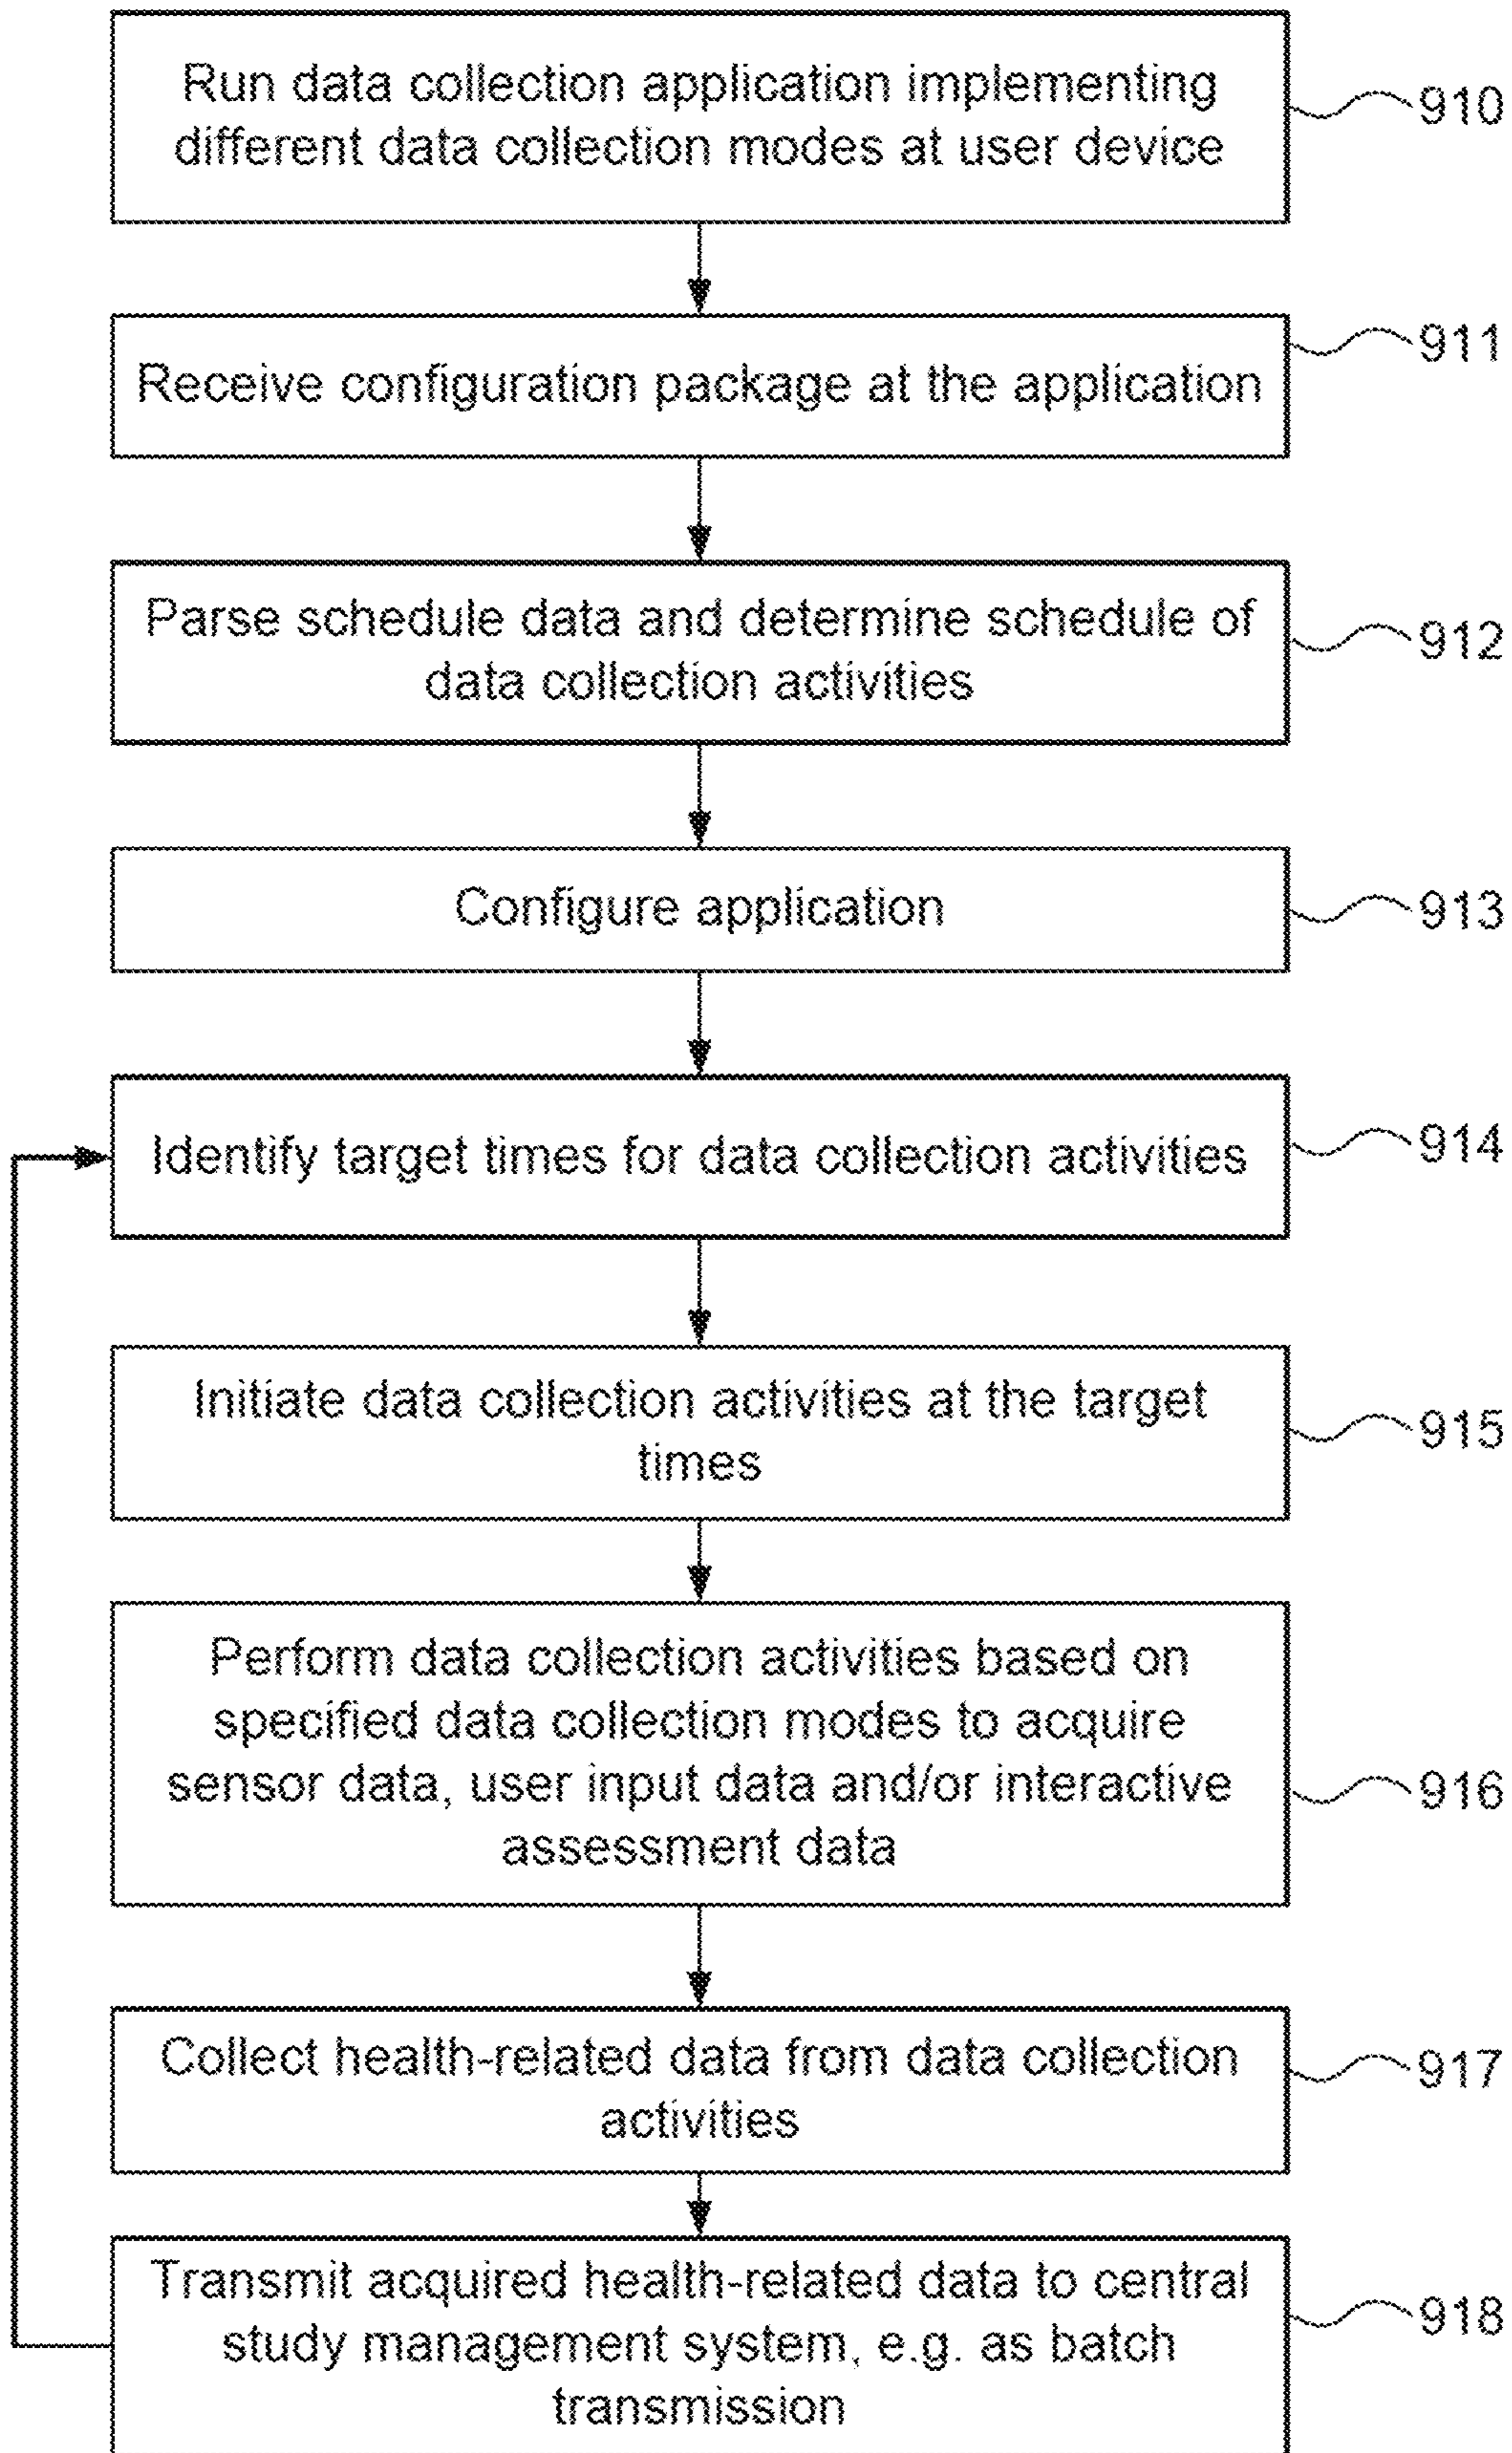 Run data collection application implementing
different data collection modes at user device
910
Receive configuration package at the application
911
Parse schedule data and determine schedule of
data collection activities
912
Configure application
913
Identify target times for data collection activities
914
Initiate data collection activities at the target
times
915
Perform data collection activities based on
specified data collection modes to acquire
sensor data, user input data and/or interactive
assessment data
916
Collect health-related data from data collection
activities
917
Transmit acquired health-related data to central
study management system, e.g. as batch
transmission
918